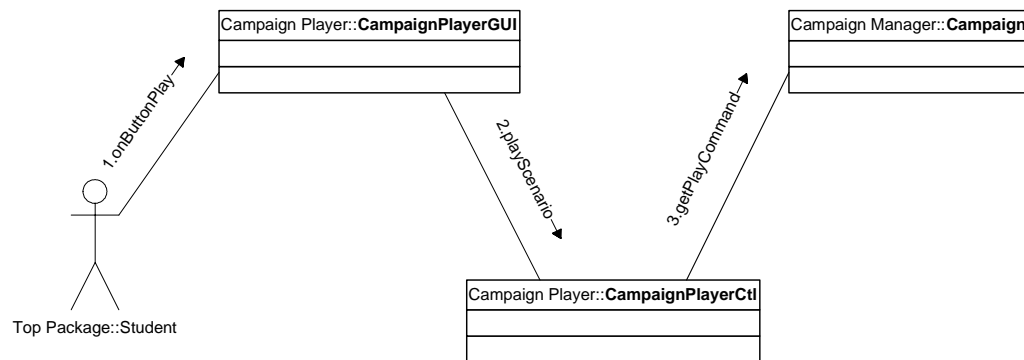 Campaign Player::CampaignPlayerGUI
Campaign Manager::Campaign
1.onButtonPlay
2.playScenario
3.getPlayCommand
Campaign Player::CampaignPlayerCtl
Top Package::Student